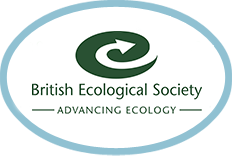 British Ecological Society
ADVANCING ECOLOGY